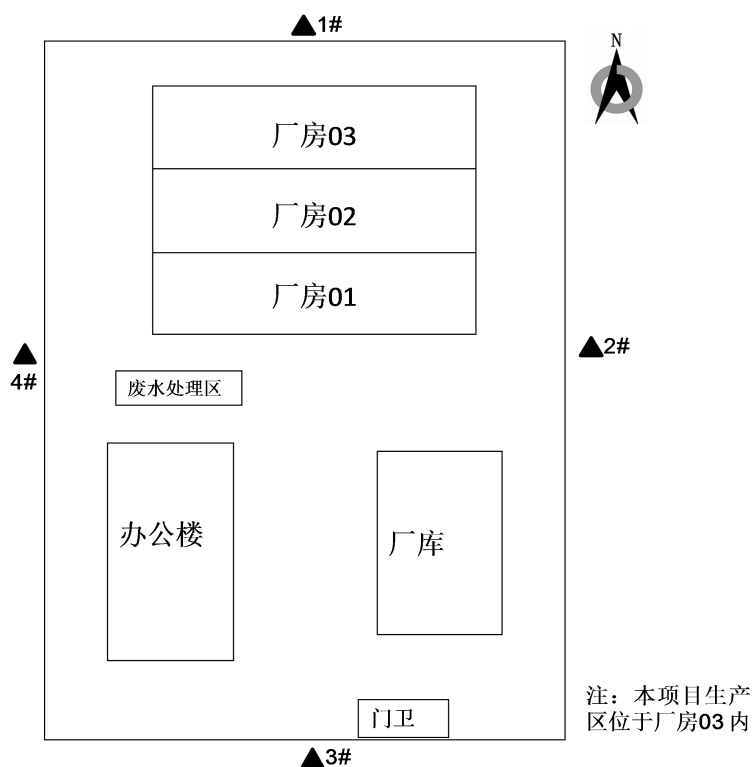 ▲1#
N
厂房03
厂房02
厂房01
▲2#
▲
4#
废水处理区
办公楼
厂库
注：本项目生产
区位于厂房03内
门卫
▲3#